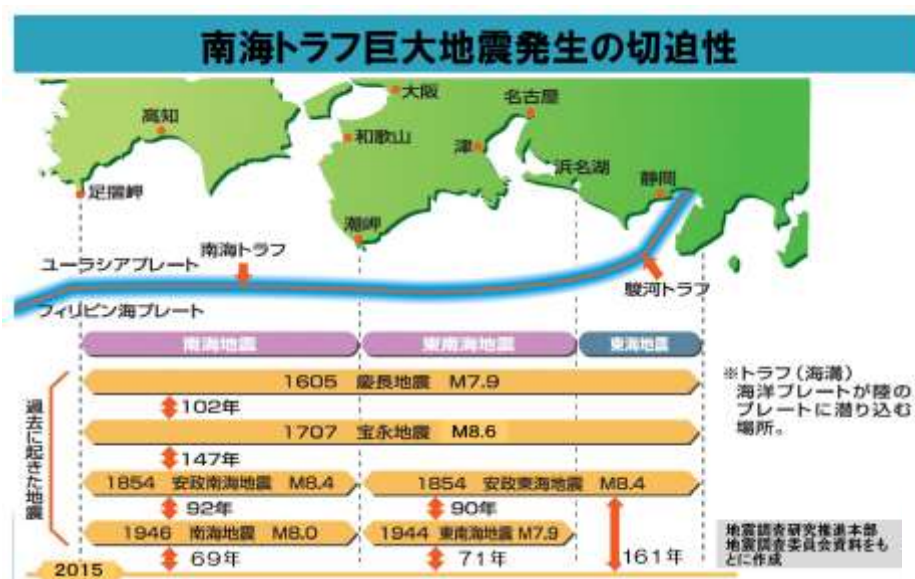 南海トラフ巨大地震発生の切迫性
大阪
名古屋
高知
和歌山
津
浜名湖
静岡
足摺岬
潮岬
南海トラフ
ユーラシアプレート
駿河トラフ
フィリピン海プレート
南海地震
東南海地震
東海地震
過去に起きた地震
1605 慶長地震 M7.9
102年
1707 宝永地震 M8.6
147年
1854 安政南海地震 M8.4
1854 安政東海地震 M8.4
92年
90年
1946 南海地震 M8.0
1944 東南海地震 M7.9
69年
71年
161年
2015
※トラフ(海溝)
海洋プレートが陸の
プレートに潜り込む
場所。
地震調査研究推進本部
地震調査委員会資料をも
とに作成